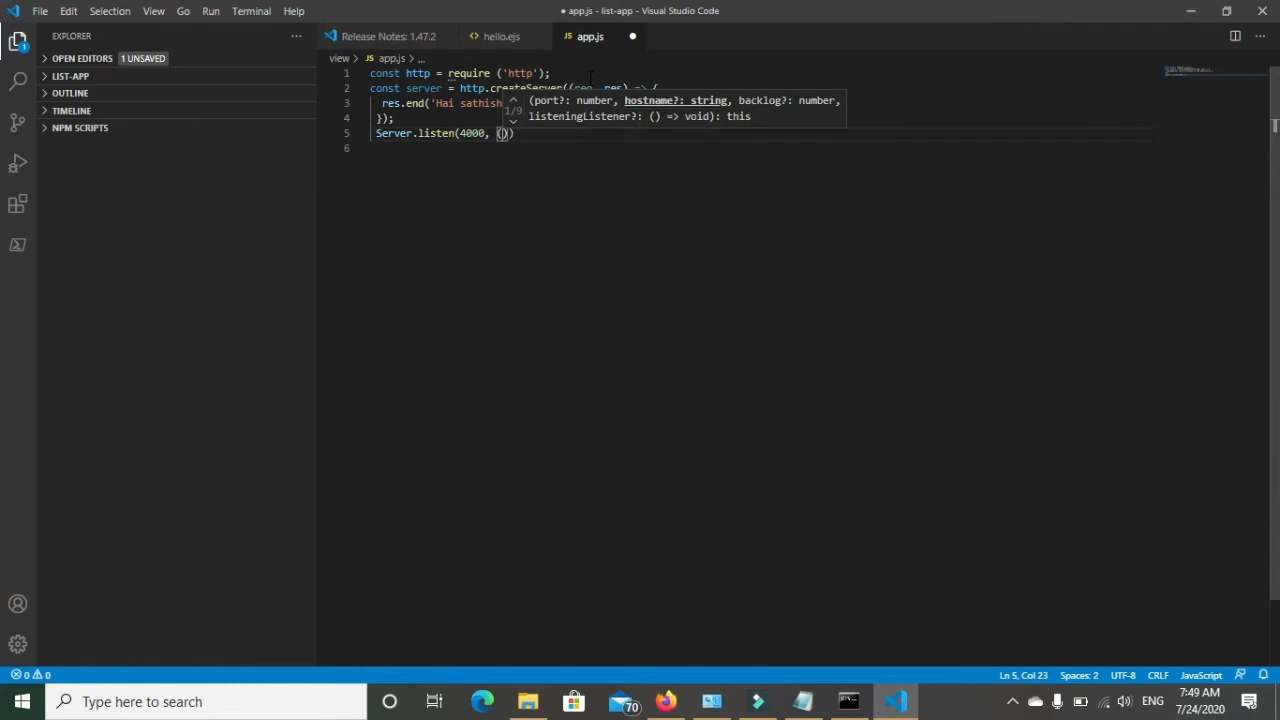 File Edit Selection View Go Run Terminal Help
● app.js - list-app - Visual Studio Code
EXPLORER
Release Notes: 1.47.2
hello.ejs
JS app.js
OPEN EDITORS 1 UNSAVED
LIST-APP
OUTLINE
TIMELINE
NPM SCRIPTS
view > JS app.js > ...
1 const http = require ('http');
2 const server = http.createServer((req, res) => {
3 res.end('Hai sathish
4 });
5 Server.listen(4000, ())
6
1/9
(port?: number, hostname?: string, backlog?: number,
listeningListener?: () => void): this
1
0 0
Ln 5, Col 23 Spaces: 2 UTF-8 CRLF JavaScript
Type here to search
70
ENG
7:49 AM
7/24/2020